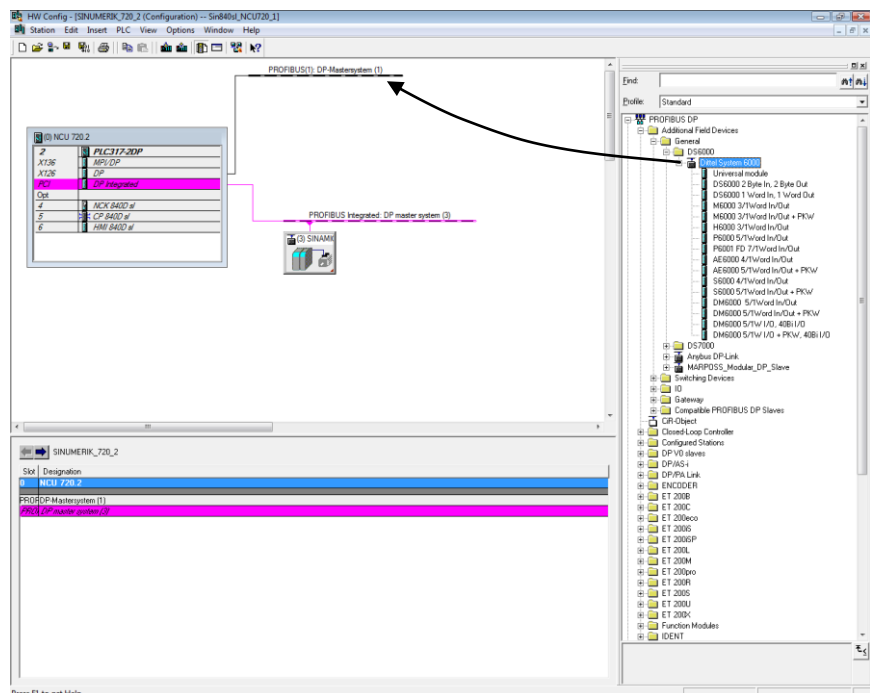 HW Config - [SINUMERIK_720_2 (Configuration) -- Sin840sl_NCU720_1]
Station Edit Insert PLC View Options Window Help
PROFIBUS(1): DP-Mastersystem (1)
(0) NCU 720.2
2 PLC317-2DP
X136 MPI/DP
X126 DP
PCI DP Integrated
Opt
4 NCK 840D sl
5 CP 840D sl
6 HMI 840D sl
PROFIBUS Integrated: DP master system (3)
(3) SINAMI
SINUMERIK_720_2
Slot Designation
0 NCU 720.2
PROF DP-Mastersystem (1)
PRO DP master system (3)
Find:
Profile: Standard
PROFIBUS DP
Additional Field Devices
General
DS6000
Dittel System 6000
Universal module
DS6000 2 Byte In, 2 Byte Out
DS6000 1 Word In, 1 Word Out
M6000 3/1Word In/Out
M6000 3/1Word In/Out + PKW
H6000 3/1Word In/Out
P6000 5/1Word In/Out
P6001 FD 7/1Word In/Out
AE6000 4/1Word In/Out
AE6000 5/1Word In/Out + PKW
S6000 4/1Word In/Out
S6000 5/1Word In/Out + PKW
DM6000 5/1Word In/Out
DM6000 5/1Word In/Out + PKW
DM6000 5/1W I/O, 40Bi I/O
DM6000 5/1W I/O + PKW, 40Bi I/O
DS7000
Anybus DP-Link
MARPOSS_Modular_DP_Slave
Switching Devices
IO
Gateway
Compatible PROFIBUS DP Slaves
CiR-Object
Closed-Loop Controller
Configured Stations
DP V0 slaves
DP/AS-i
DP/PA Link
ENCODER
ET 200B
ET 200C
ET 200eco
ET 200iS
ET 200iSP
ET 200L
ET 200M
ET 200pro
ET 200R
ET 200S
ET 200U
ET 200X
Function Modules
IDENT
Press F1 to get Help.